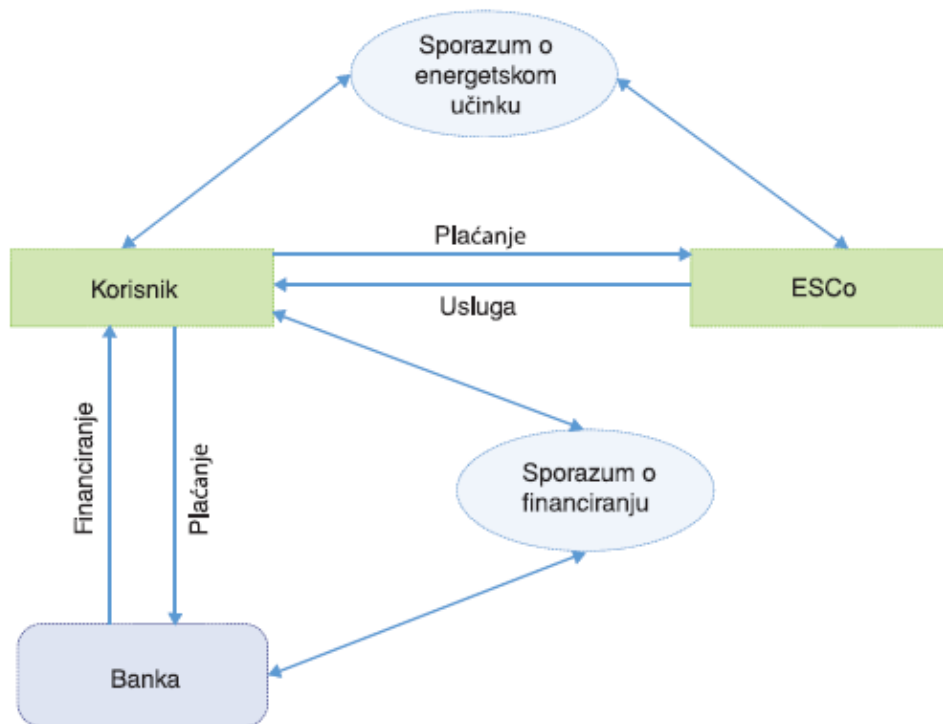 Sporazum o
energetskom
učinku
Plaćanje
Korisnik
ESCo
Usluga
Financiranje
Plaćanje
Sporazum o
financiranju
Banka